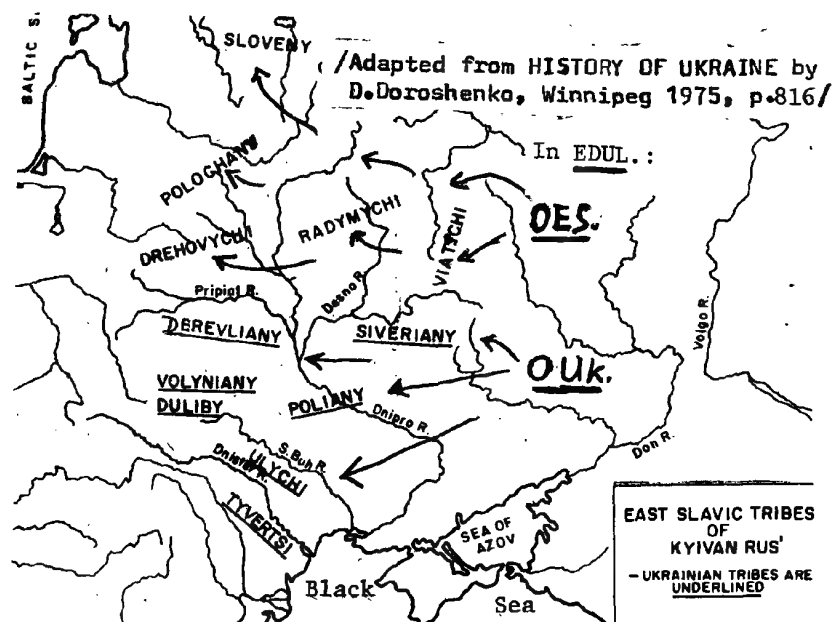 BALTIC S.
SLOVENY
/Adapted from HISTORY OF UKRAINE by
D.Doroshenko, Winnipeg 1975, p.816/
In EDUL.:
POLOCHANY
OES.
RADYMYCHI
VIATYCHI
DREHOVYCHI
Pripiat R.
Desna R.
Volga R.
DEREVLIANY
SIVERIANY
OUk.
VOLYNIANY
DULIBY
POLIANY
Dnipro R.
Don R.
S. Buh R.
Dniester R.
ULYCHI
TYVERTSI
SEA OF
AZOV
Black
Sea
EAST SLAVIC TRIBES
OF
KYIVAN RUS'
- UKRAINIAN TRIBES ARE
UNDERLINED